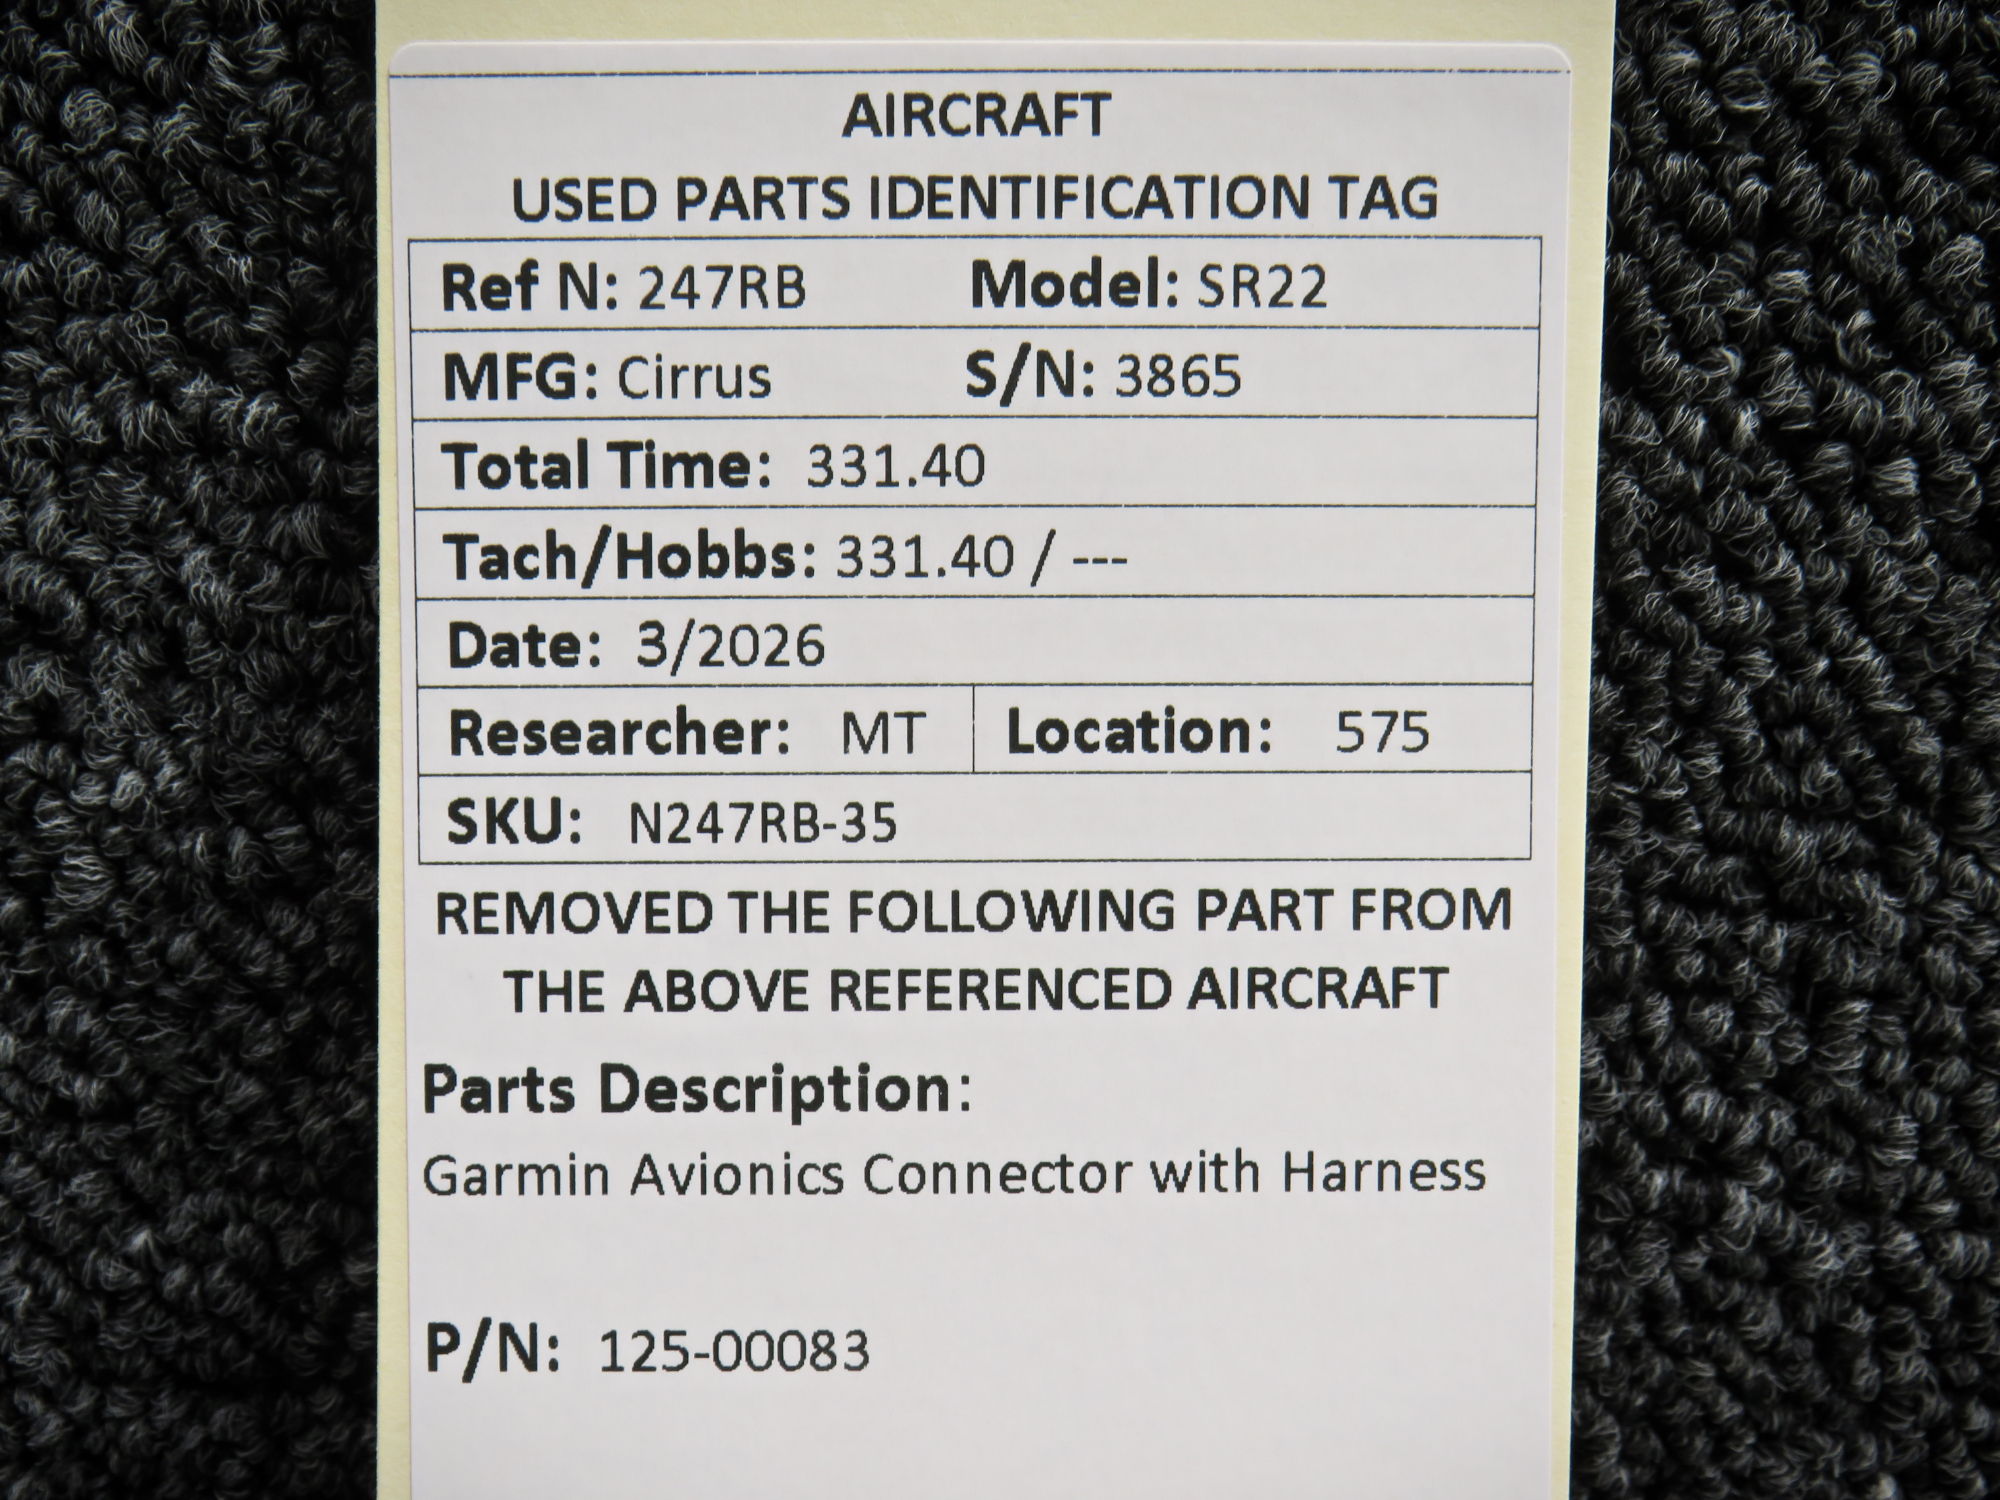 AIRCRAFT
USED PARTS IDENTIFICATION TAG
Ref N: 247RB Model: SR22
MFG: Cirrus S/N: 3865
Total Time: 331.40
Tach/Hobbs: 331.40 / ---
Date: 3/2026
Researcher: MT Location: 575
SKU: N247RB-35
REMOVED THE FOLLOWING PART FROM
THE ABOVE REFERENCED AIRCRAFT
Parts Description:
Garmin Avionics Connector with Harness
P/N: 125-00083